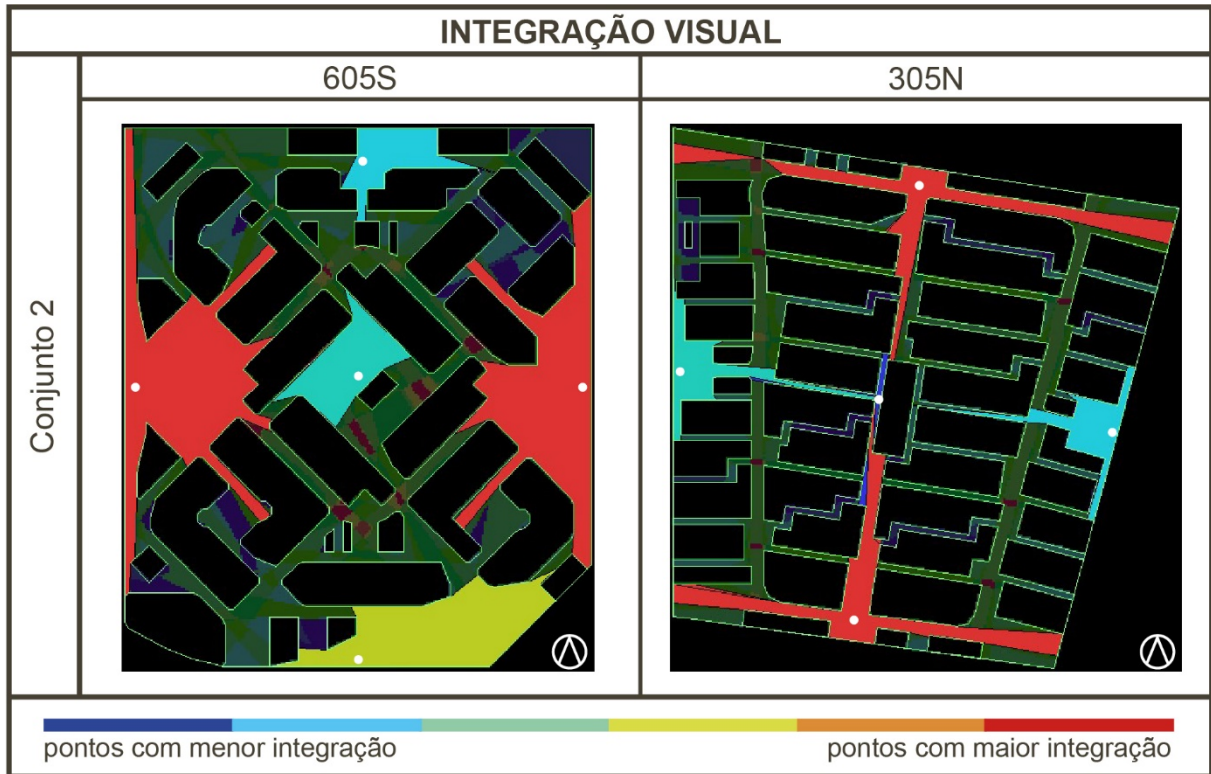 INTEGRAÇÃO VISUAL
605S
305N
Conjunto 2
pontos com menor integração
pontos com maior integração